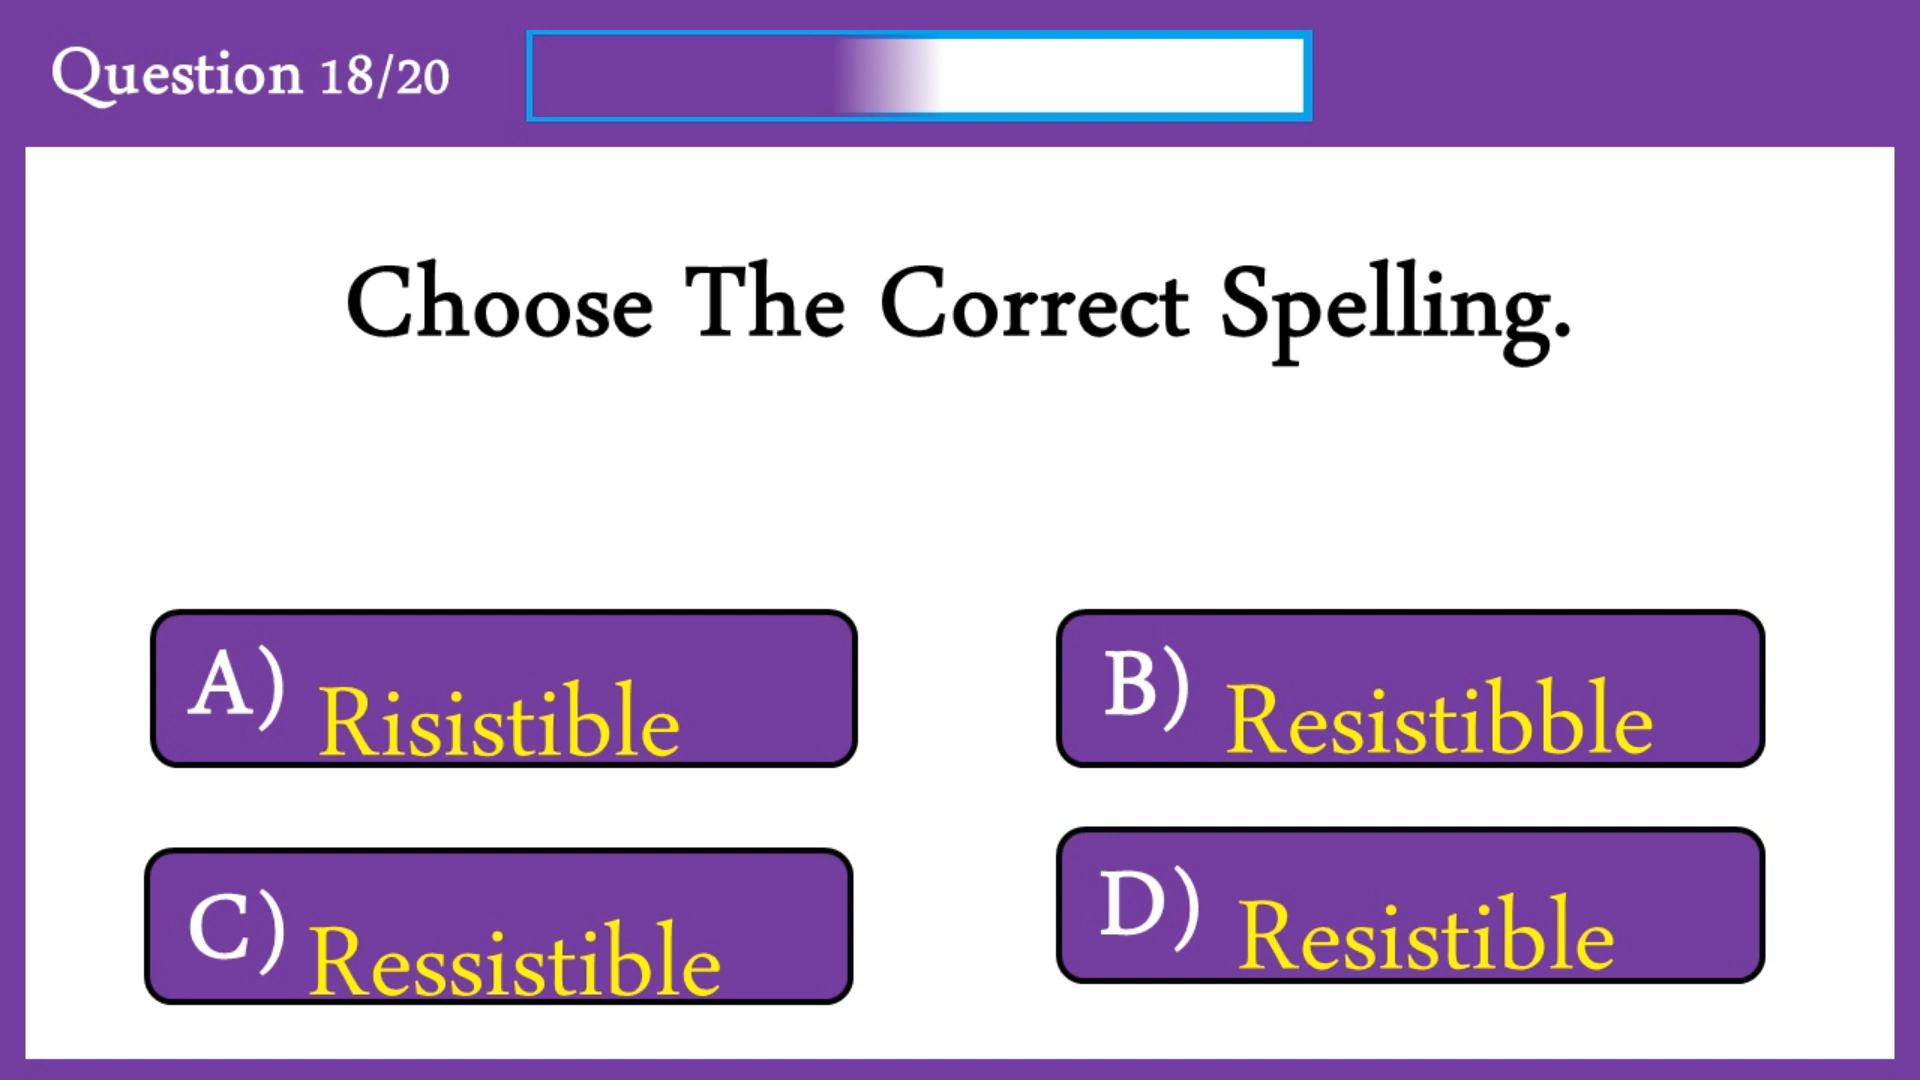 Question 18/20
Choose The Correct Spelling.
A) Risistible
B) Resistibble
C) Ressistible
D) Resistible